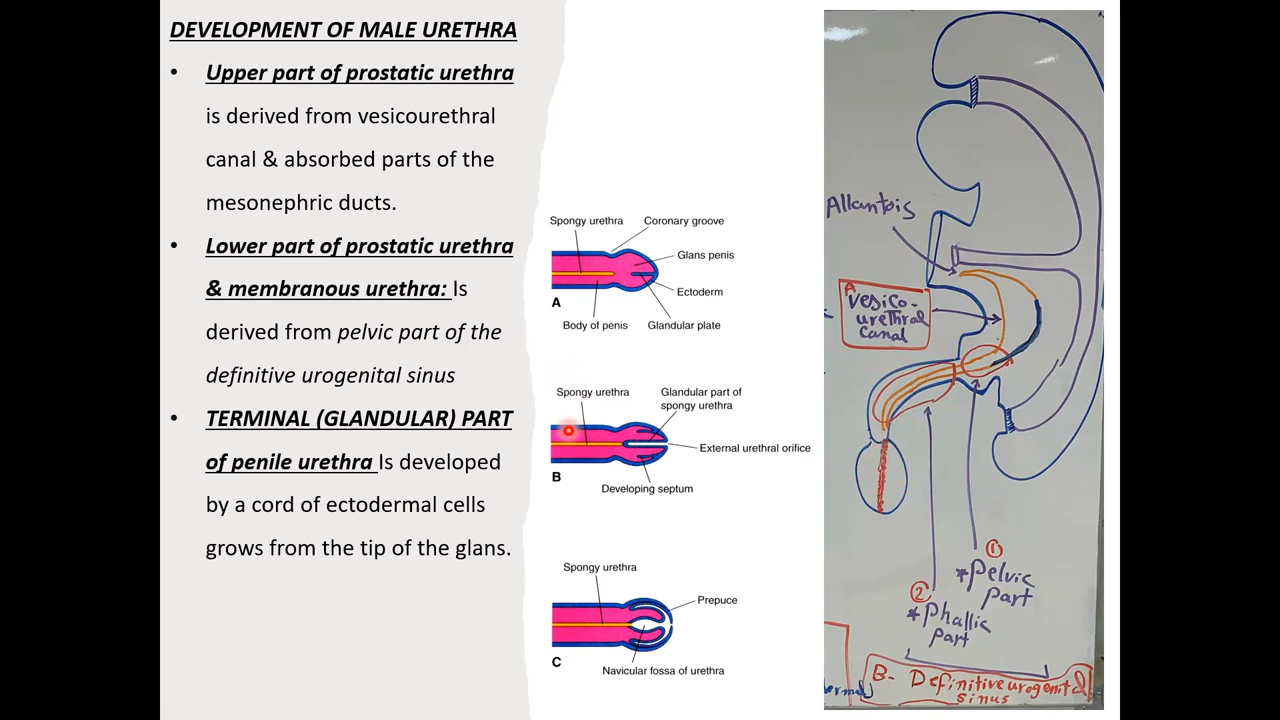 DEVELOPMENT OF MALE URETHRA
• Upper part of prostatic urethra
is derived from vesicourethral
canal & absorbed parts of the
mesonephric ducts.
• Lower part of prostatic urethra
& membranous urethra: Is
derived from pelvic part of the
definitive urogenital sinus
• TERMINAL (GLANDULAR) PART
of penile urethra Is developed
by a cord of ectodermal cells
grows from the tip of the glans.
Spongy urethra
Coronary groove
Glans penis
Ectoderm
A
Body of penis
Glandular plate
Spongy urethra
Glandular part of
spongy urethra
External urethral orifice
B
Developing septum
Spongy urethra
Prepuce
C
Navicular fossa of urethra
Allantois
A
Vesico-
urethral
canal
1
*Pelvic
part
2
*Phallic
part
B- Definitive urogenital
sinus